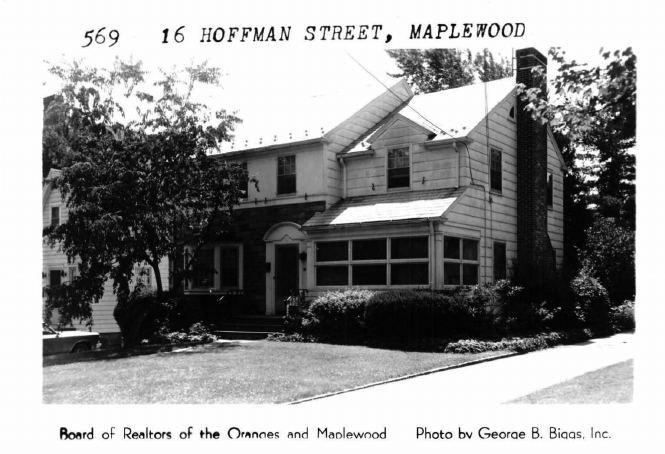 569 16 HOFFMAN STREET, MAPLEWOOD
Board of Realtors of the Oranges and Maplewood Photo by George B. Biggs, Inc.